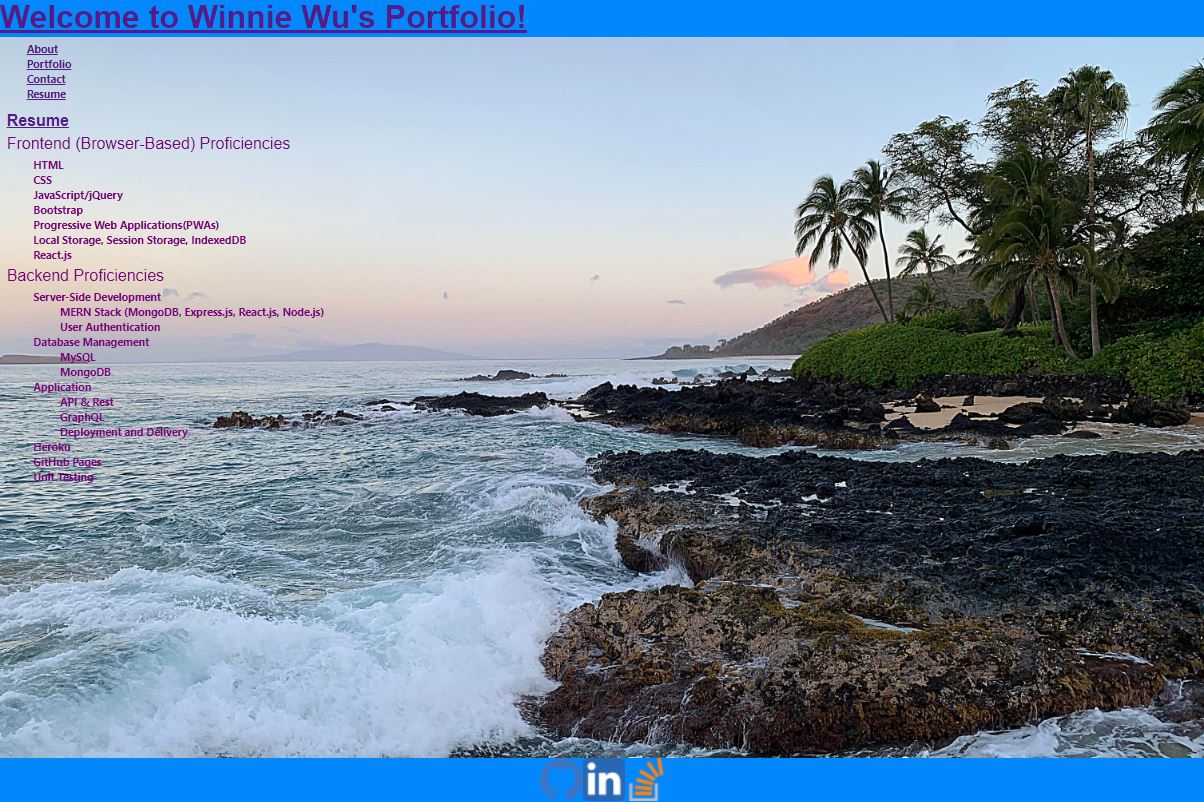 Welcome to Winnie Wu's Portfolio!
About
Portfolio
Contact
Resume
Resume
Frontend (Browser-Based) Proficiencies
HTML
CSS
JavaScript/jQuery
Bootstrap
Progressive Web Applications(PWAs)
Local Storage, Session Storage, IndexedDB
React.js
Backend Proficiencies
Server-Side Development
MERN Stack (MongoDB, Express.js, React.js, Node.js)
User Authentication
Database Management
MySQL
MongoDB
Application
API & Rest
GraphQL
Deployment and Delivery
Heroku
GitHub Pages
Unit Testing
in